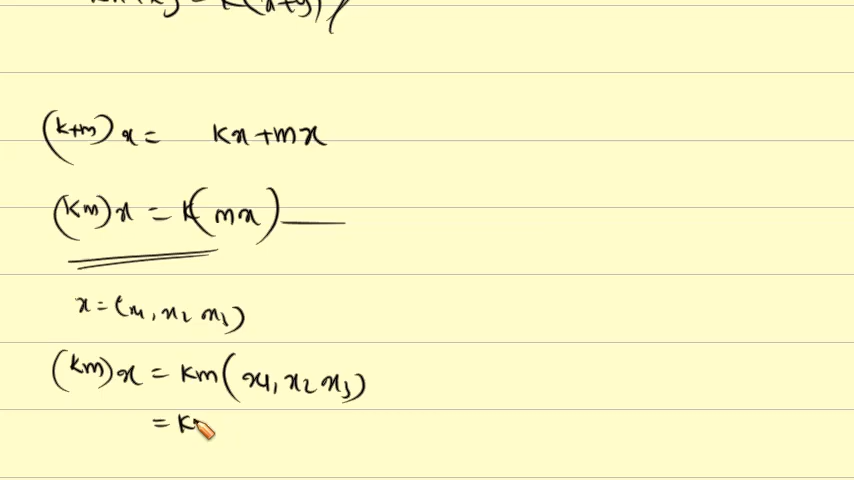 (k+m)x = kx+mx
(km)x = k(mx)
x = (x1, x2 x3)
(km)x = km(x1, x2 x3)
= k